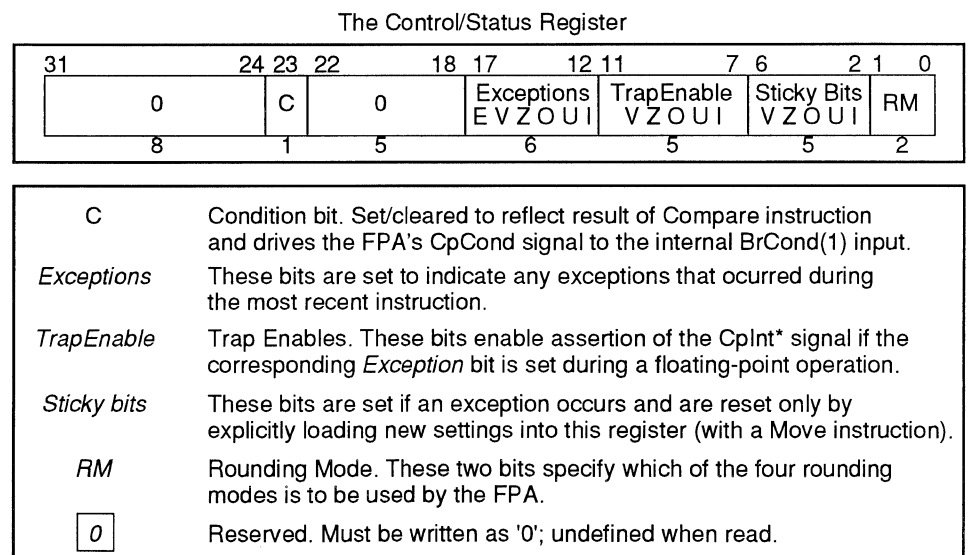 The Control/Status Register
31 24 23 22 18 17 12 11 7 6 2 1 0
0 C 0 Exceptions TrapEnable Sticky Bits RM
E V Z O U I V Z O U I V Z O U I
8 1 5 6 5 5 2
C Condition bit. Set/cleared to reflect result of Compare instruction
and drives the FPA's CpCond signal to the internal BrCond(1) input.
Exceptions These bits are set to indicate any exceptions that ocurred during
the most recent instruction.
TrapEnable Trap Enables. These bits enable assertion of the CpInt* signal if the
corresponding Exception bit is set during a floating-point operation.
Sticky bits These bits are set if an exception occurs and are reset only by
explicitly loading new settings into this register (with a Move instruction).
RM Rounding Mode. These two bits specify which of the four rounding
modes is to be used by the FPA.
0 Reserved. Must be written as '0'; undefined when read.